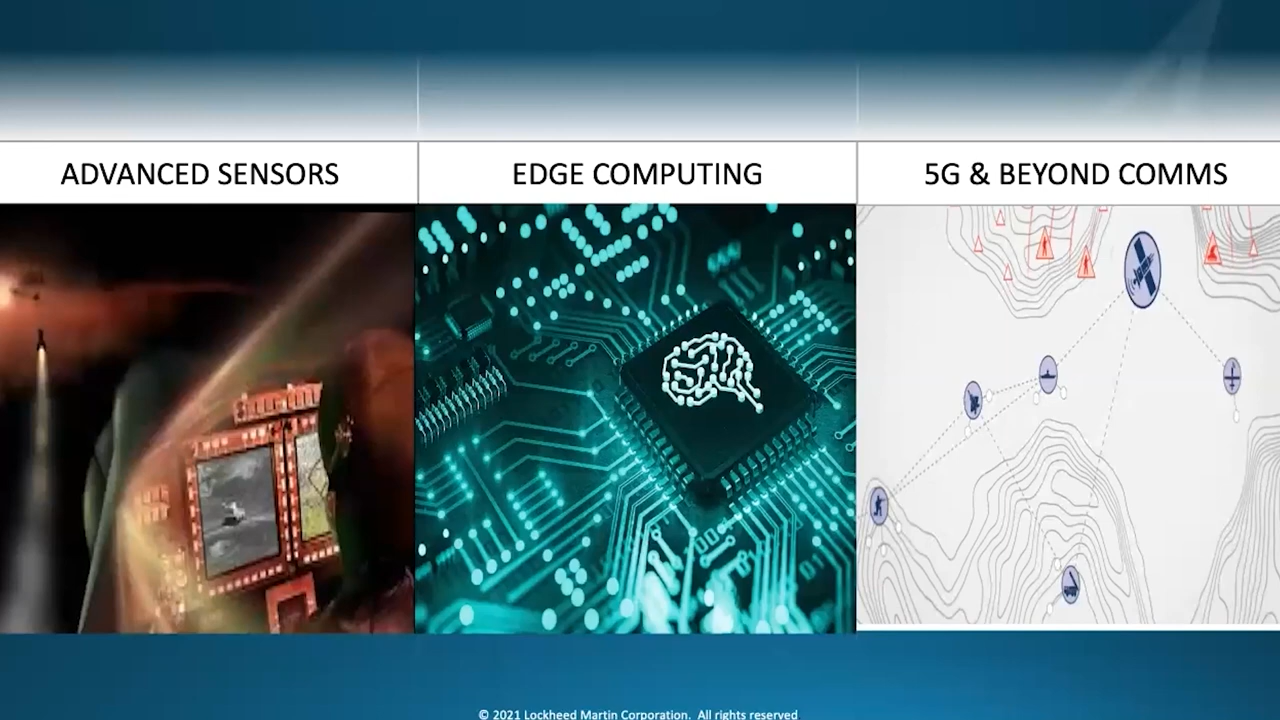 ADVANCED SENSORS
EDGE COMPUTING
5G & BEYOND COMMS
© 2021 Lockheed Martin Corporation. All rights reserved